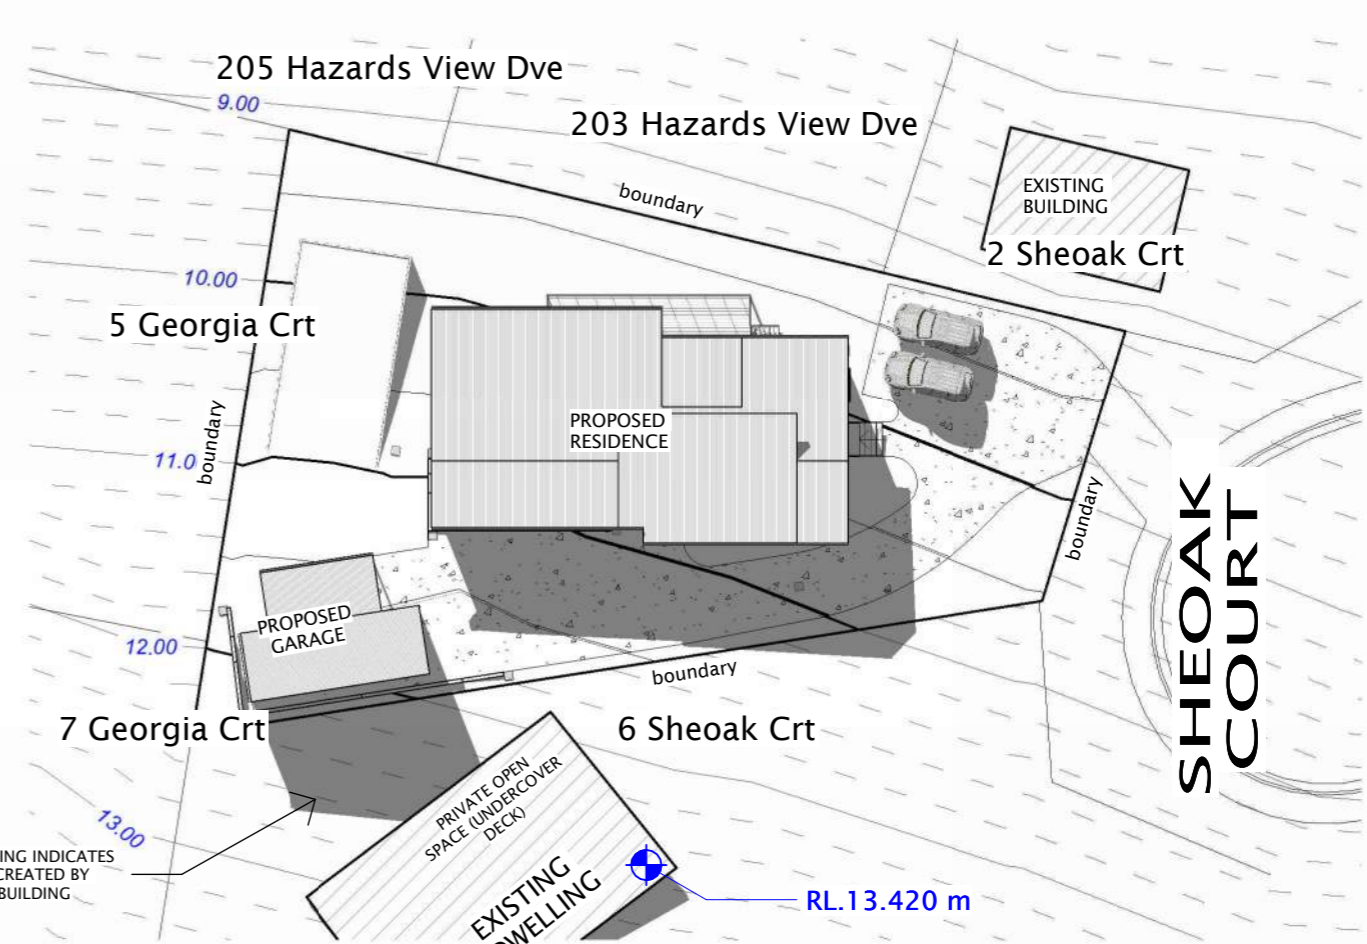 205 Hazards View Dve
9.00
203 Hazards View Dve
boundary
EXISTING
BUILDING
2 Sheoak Crt
10.00
5 Georgia Crt
PROPOSED
RESIDENCE
boundary
11.0
SHEOAK
COURT
boundary
PROPOSED
GARAGE
12.00
boundary
7 Georgia Crt
6 Sheoak Crt
PRIVATE OPEN
SPACE (UNDERCOVER
DECK)
13.00
ING INDICATES
CREATED BY
BUILDING
EXISTING
DWELLING
RL.13.420 m